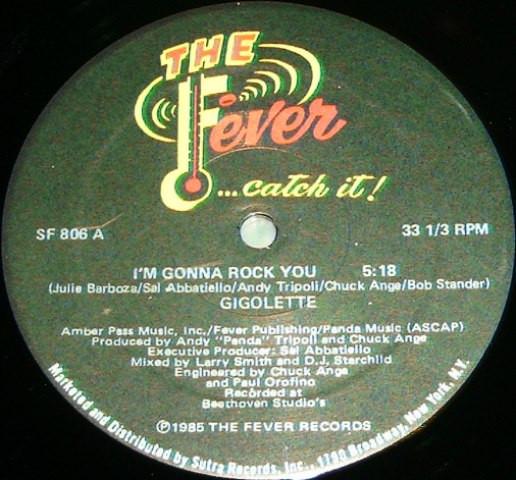 THE
Fever
...catch it!
SF 806 A
33 1/3 RPM
I'M GONNA ROCK YOU 5:18
(Julie Barboza/Sal Abbatiello/Andy Tripoli/Chuck Ange/Bob Stander)
GIGOLETTE
Amber Pass Music, Inc./Fever Publishing/Panda Music (ASCAP)
Produced by Andy "Panda" Tripoli and Chuck Ange
Executive Producer: Sal Abbatiello
Mixed by Larry Smith and D.J. Starchild
Engineered by Chuck Ange
and Paul Orofino
Recorded at
Beethoven Studio's
℗1985 THE FEVER RECORDS
Marketed and Distributed by Sutra Records, Inc., 1790 Broadway, New York, N.Y.